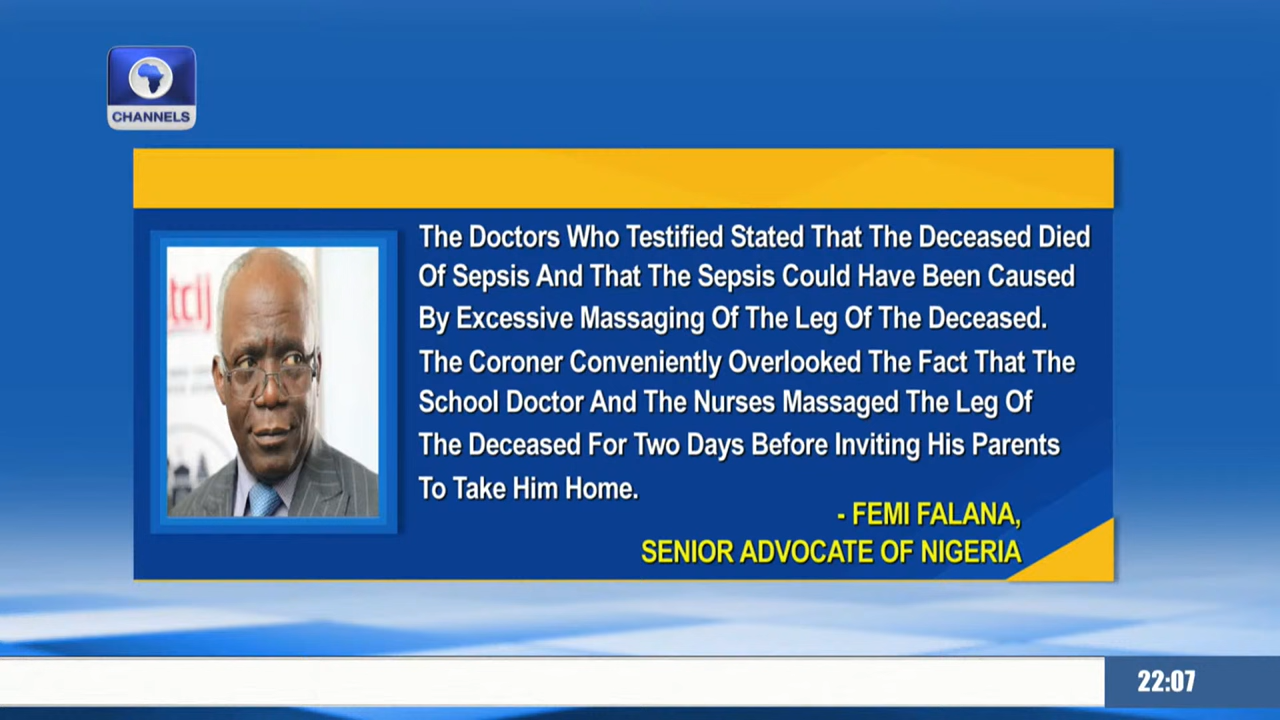 CHANNELS
tcij
The Doctors Who Testified Stated That The Deceased Died
Of Sepsis And That The Sepsis Could Have Been Caused
By Excessive Massaging Of The Leg Of The Deceased.
The Coroner Conveniently Overlooked The Fact That The
School Doctor And The Nurses Massaged The Leg Of
The Deceased For Two Days Before Inviting His Parents
To Take Him Home.
- FEMI FALANA,
SENIOR ADVOCATE OF NIGERIA
22:07